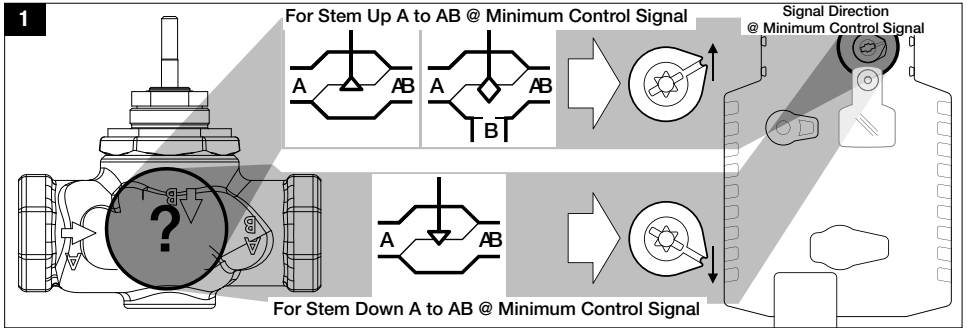 1
For Stem Up A to AB @ Minimum Control Signal
Signal Direction
@ Minimum Control Signal
A AB
A AB
B
?
A AB
For Stem Down A to AB @ Minimum Control Signal